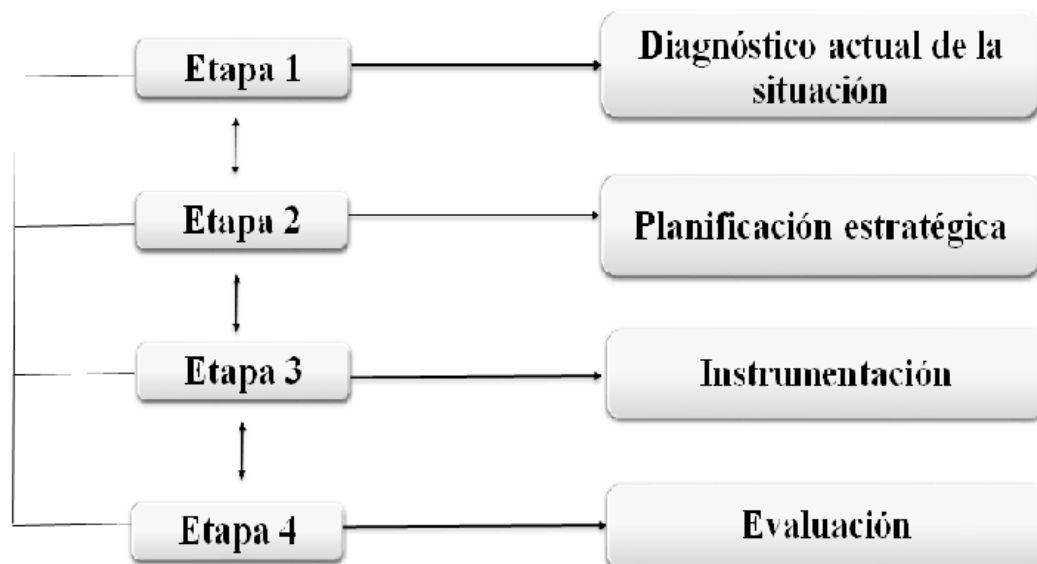 Etapa 1
Diagnóstico actual de la
situación
Etapa 2
Planificación estratégica
Etapa 3
Instrumentación
Etapa 4
Evaluación